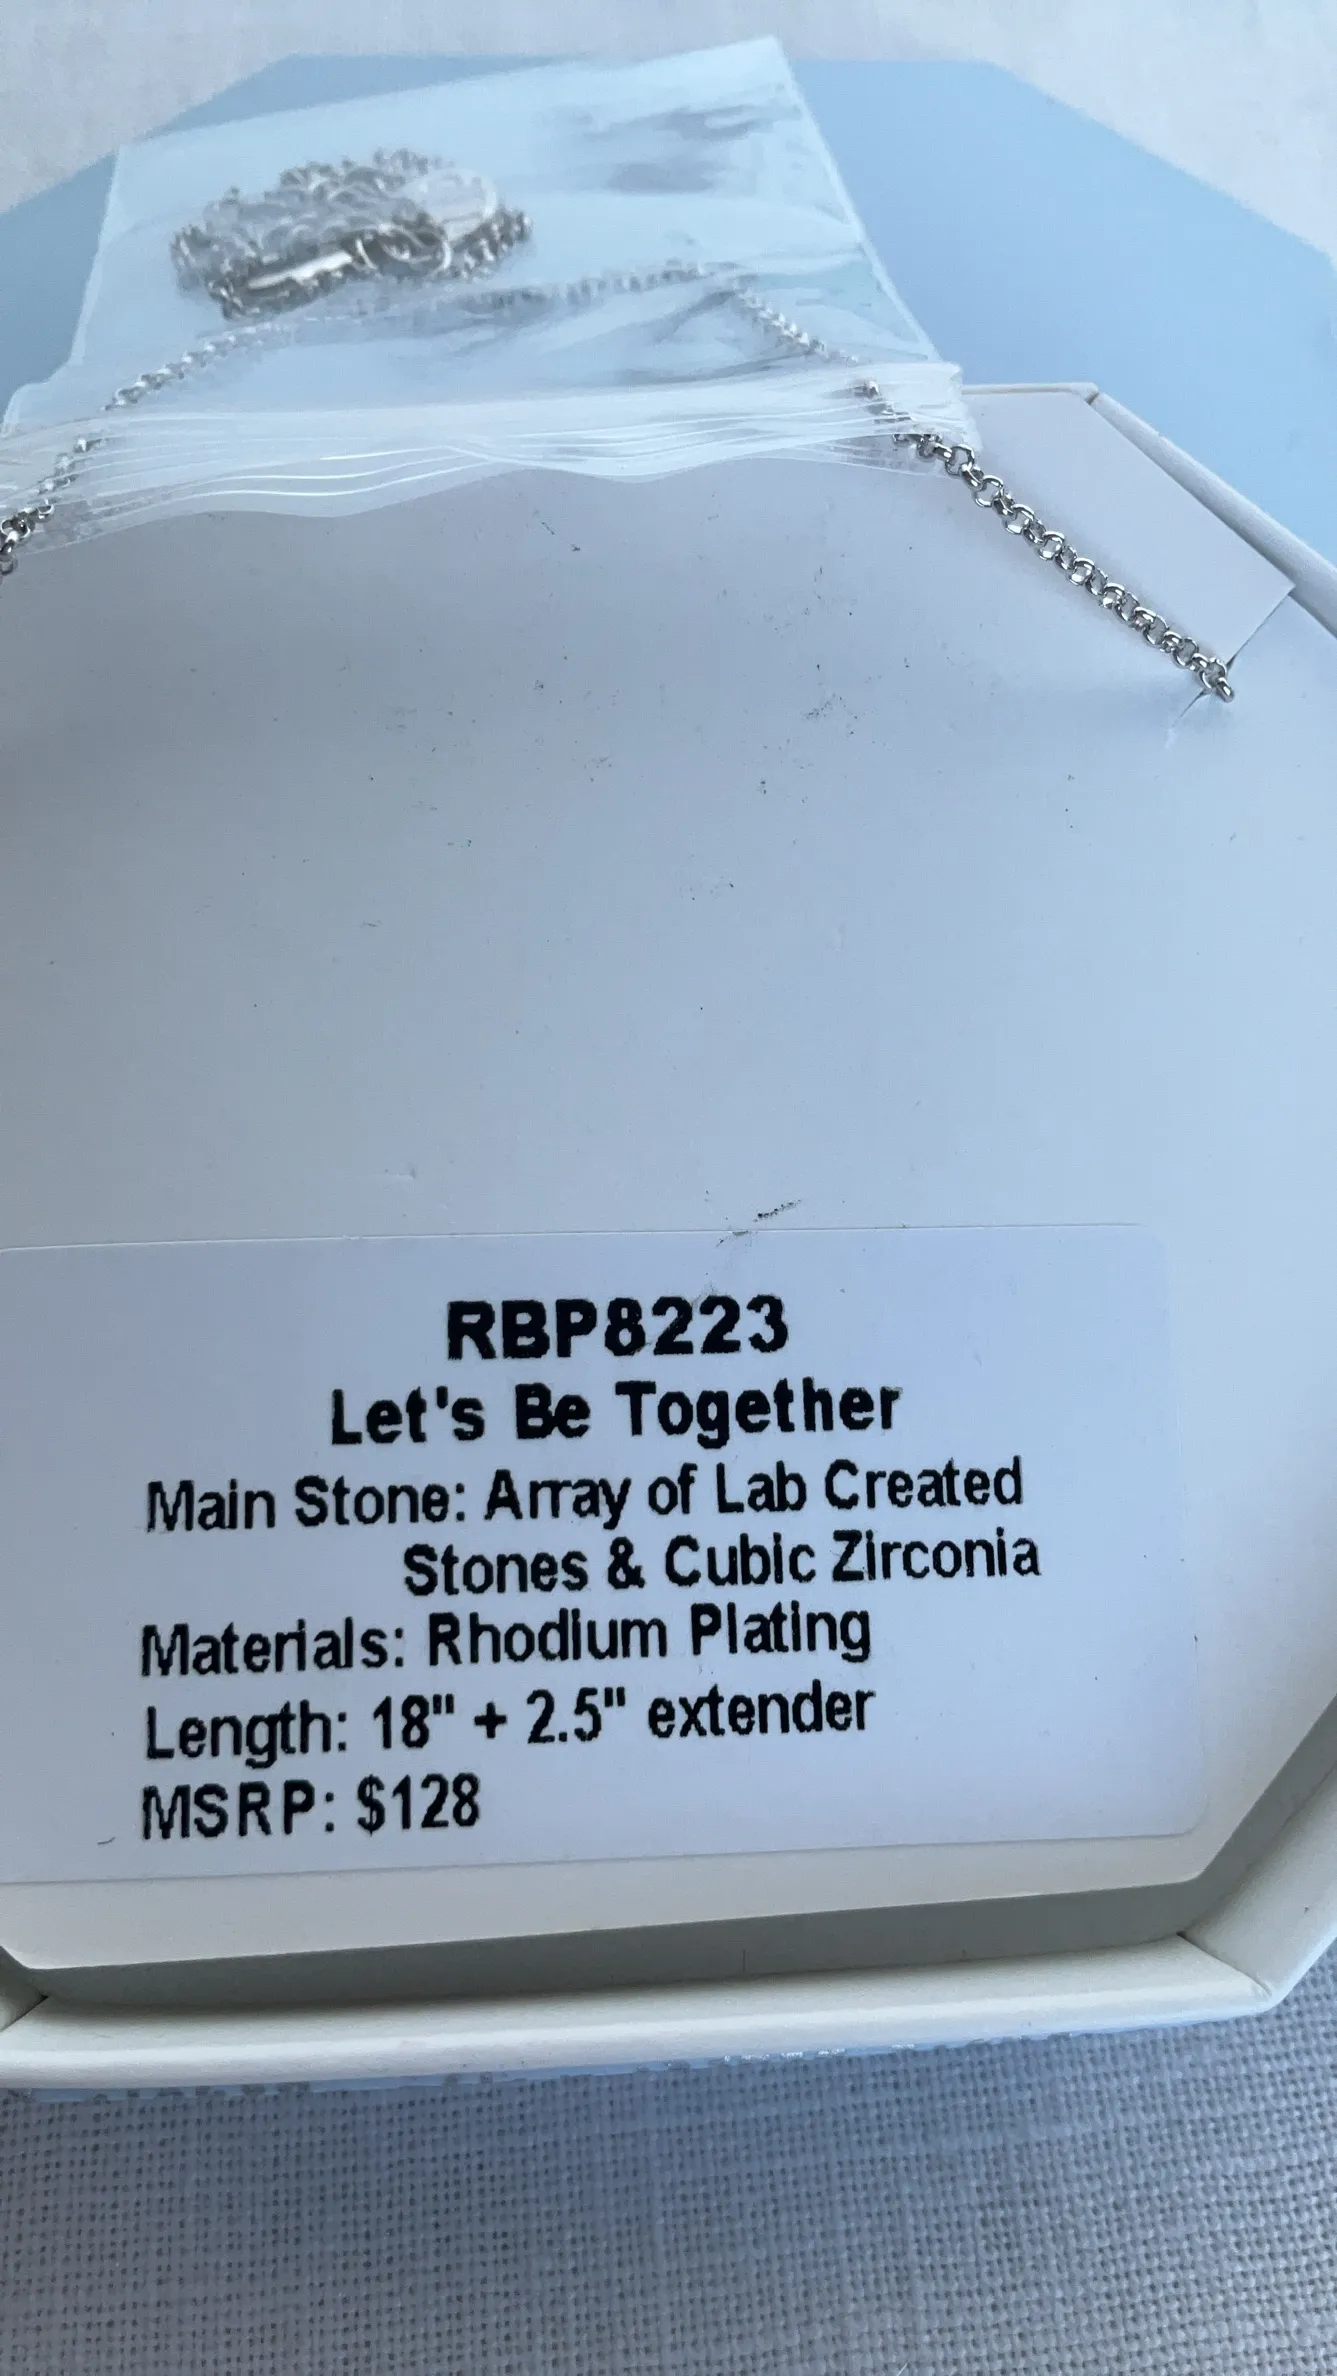 RBP8223
Let's Be Together
Main Stone: Array of Lab Created
Stones & Cubic Zirconia
Materials: Rhodium Plating
Length: 18" + 2.5" extender
MSRP: $128